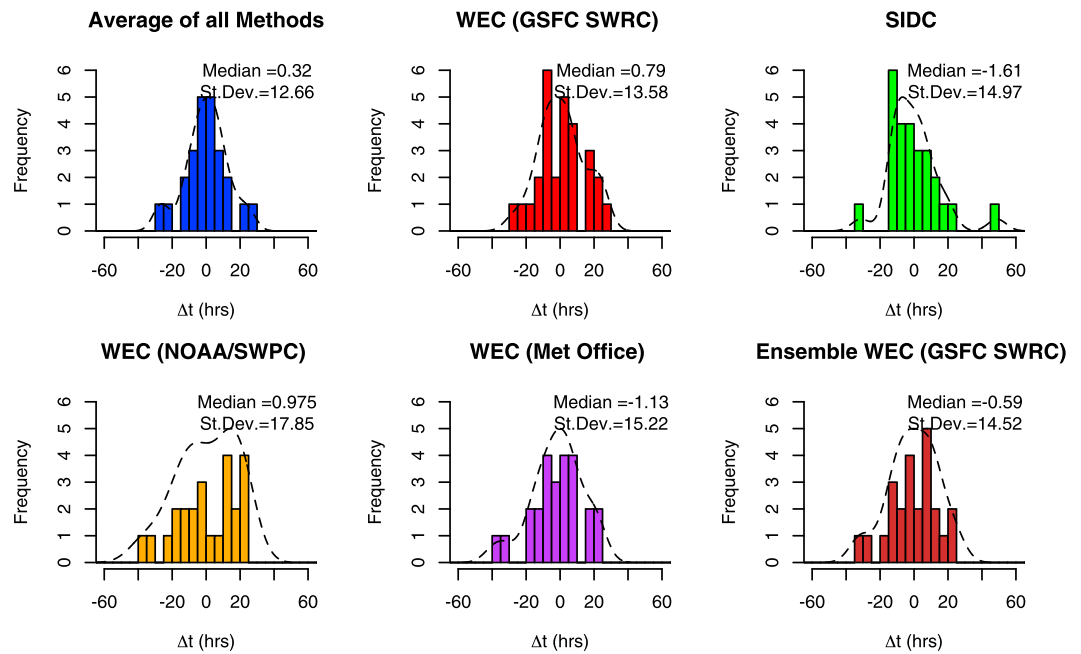 Average of all Methods
Median =0.32
St.Dev.=12.66
Frequency
0 1 2 3 4 5 6
-60 -20 0 20 60
Δt (hrs)
WEC (GSFC SWRC)
Median =0.79
St.Dev.=13.58
Frequency
0 1 2 3 4 5 6
-60 -20 0 20 60
Δt (hrs)
SIDC
Median =-1.61
St.Dev.=14.97
Frequency
0 1 2 3 4 5 6
-60 -20 0 20 60
Δt (hrs)
WEC (NOAA/SWPC)
Median =0.975
St.Dev.=17.85
Frequency
0 1 2 3 4 5 6
-60 -20 0 20 60
Δt (hrs)
WEC (Met Office)
Median =-1.13
St.Dev.=15.22
Frequency
0 1 2 3 4 5 6
-60 -20 0 20 60
Δt (hrs)
Ensemble WEC (GSFC SWRC)
Median =-0.59
St.Dev.=14.52
Frequency
0 1 2 3 4 5 6
-60 -20 0 20 60
Δt (hrs)